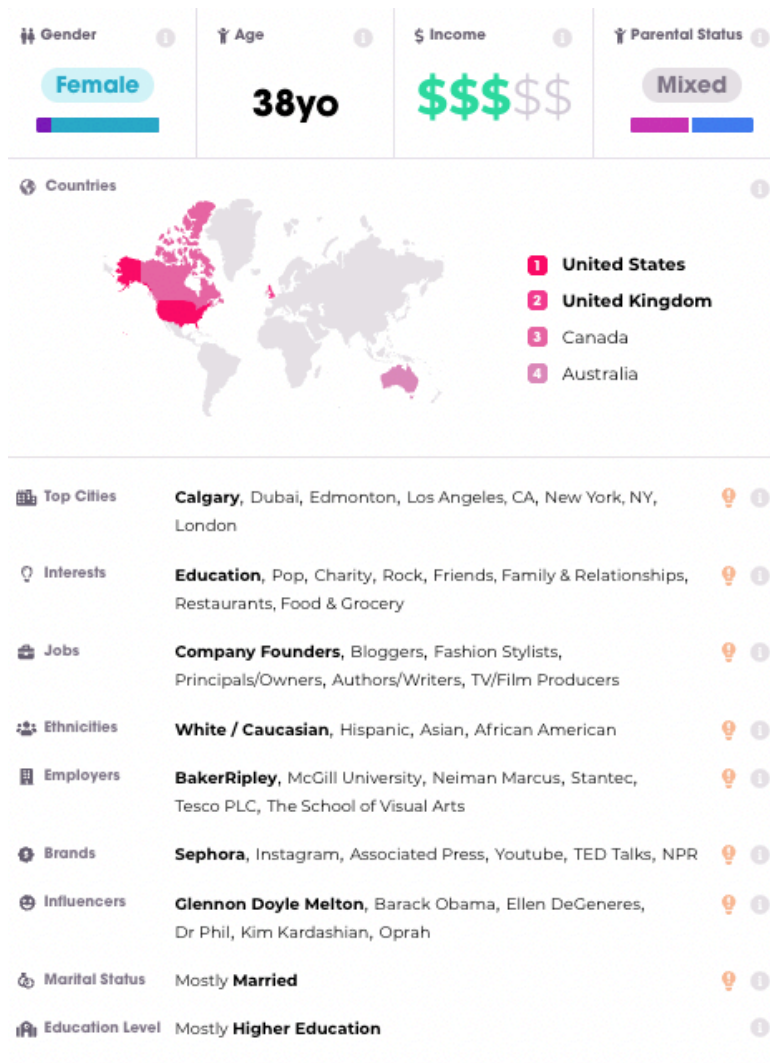 Gender
Female
Age
38yo
$ Income
$$$$$
Parental Status
Mixed
Countries
1 United States
2 United Kingdom
3 Canada
4 Australia
Top Cities
Calgary, Dubai, Edmonton, Los Angeles, CA, New York, NY,
London
Interests
Education, Pop, Charity, Rock, Friends, Family & Relationships,
Restaurants, Food & Grocery
Jobs
Company Founders, Bloggers, Fashion Stylists,
Principals/Owners, Authors/Writers, TV/Film Producers
Ethnicities
White / Caucasian, Hispanic, Asian, African American
Employers
BakerRipley, McGill University, Neiman Marcus, Stantec,
Tesco PLC, The School of Visual Arts
Brands
Sephora, Instagram, Associated Press, Youtube, TED Talks, NPR
Influencers
Glennon Doyle Melton, Barack Obama, Ellen DeGeneres,
Dr Phil, Kim Kardashian, Oprah
Marital Status
Mostly Married
Education Level
Mostly Higher Education